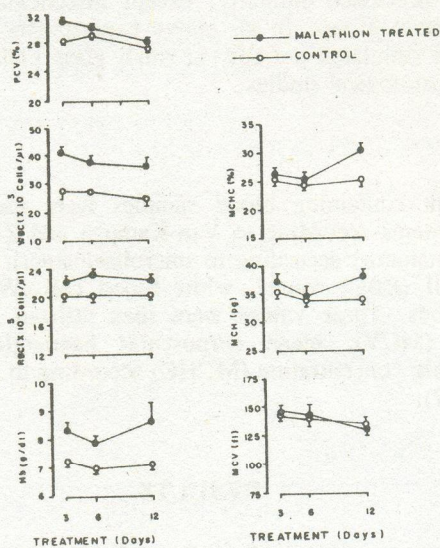 MALATHION TREATED
CONTROL
PCV (%)
32
28
24
20
WBC(X 10³ Cells/µl)
50
40
30
20
10
RBC(X 10⁵ Cells/µl)
24
20
16
12
Hb (g/dl)
10
9
8
7
6
3 6 12
TREATMENT (Days)
MCHC (%)
35
30
25
20
15
MCH (pg)
40
35
30
25
20
MCV (fl)
150
125
100
75
3 6 12
TREATMENT (Days)